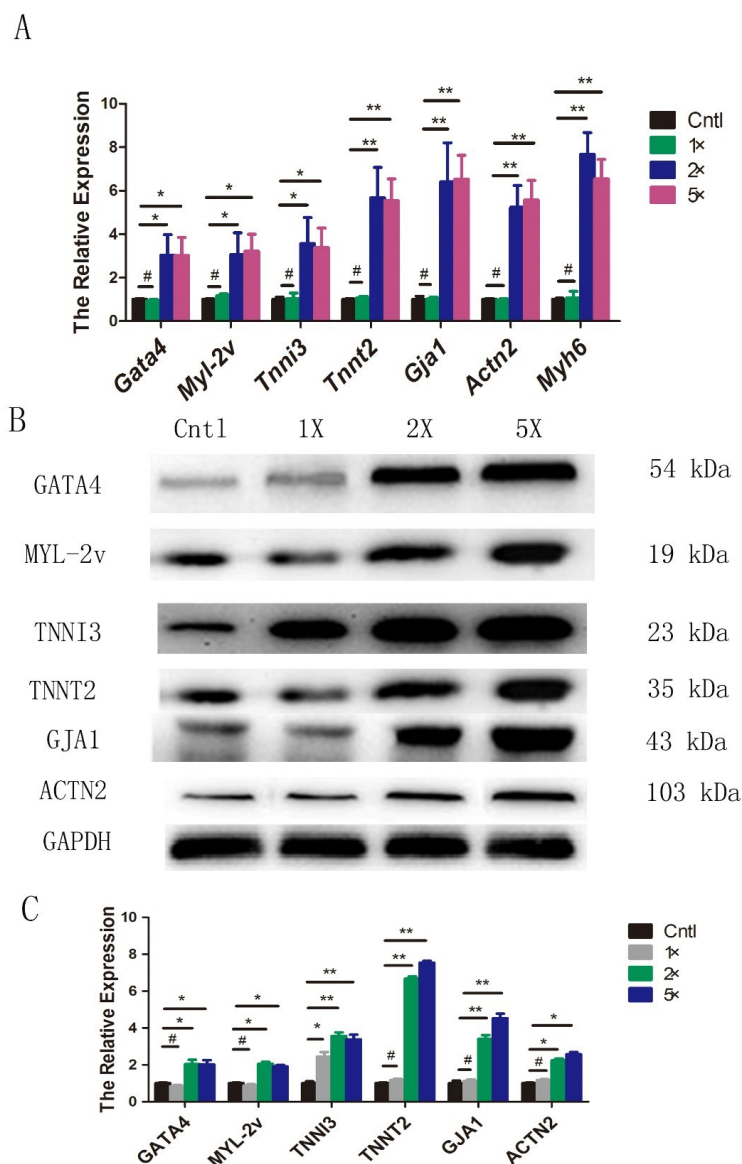 A
The Relative Expression
10
8
6
4
2
0
# * *
# * *
# * *
# ** **
# ** **
# ** **
# ** **
Cntl
1×
2×
5×
Gata4 Myl-2v Tnni3 Tnnt2 Gja1 Actn2 Myh6
B
Cntl 1X 2X 5X
GATA4 54 kDa
MYL-2v 19 kDa
TNNI3 23 kDa
TNNT2 35 kDa
GJA1 43 kDa
ACTN2 103 kDa
GAPDH
C
The Relative Expression
10
8
6
4
2
0
# * *
# * *
* ** **
# ** **
# ** **
# * *
Cntl
1×
2×
5×
GATA4 MYL-2v TNNI3 TNNT2 GJA1 ACTN2